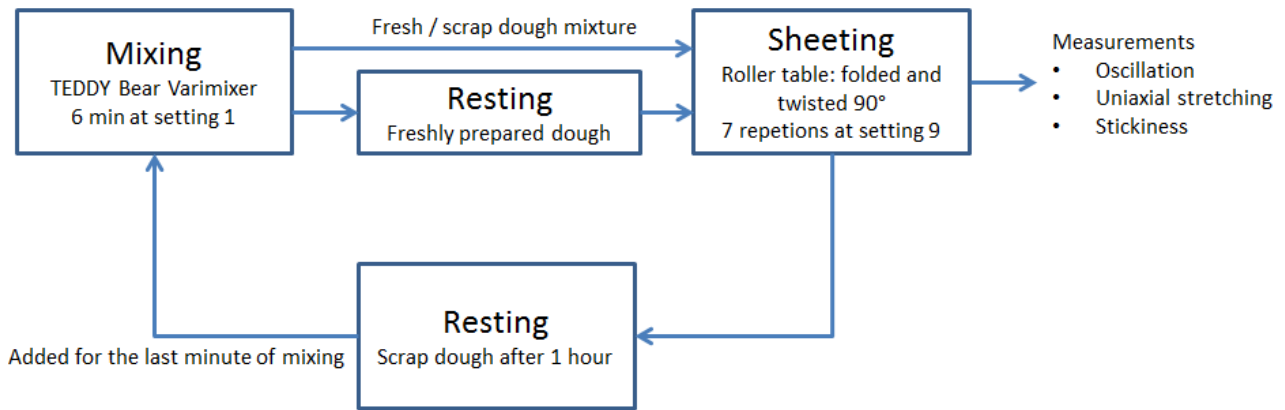 Mixing
TEDDY Bear Varimixer
6 min at setting 1
Fresh / scrap dough mixture
Resting
Freshly prepared dough
Sheeting
Roller table: folded and
twisted 90°
7 repetions at setting 9
Measurements
• Oscillation
• Uniaxial stretching
• Stickiness
Resting
Scrap dough after 1 hour
Added for the last minute of mixing